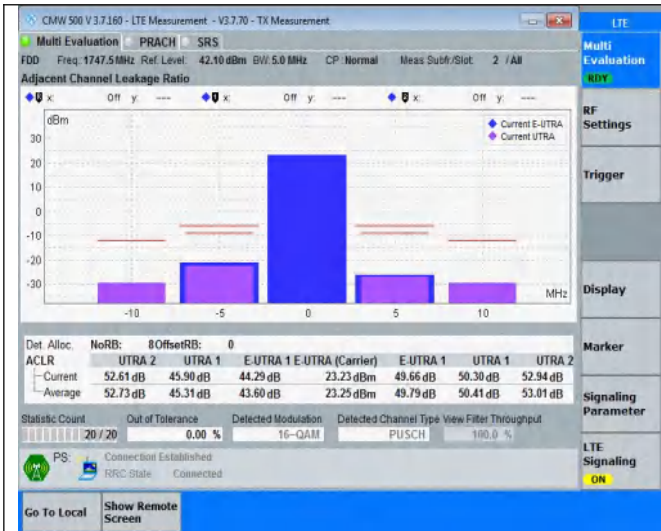 CMW 500 V 3.7.160 - LTE Measurement - V3.7.70 - TX Measurement
LTE
Multi Evaluation PRACH SRS
Multi Evaluation
RDY
FDD Freq.: 1747.5 MHz Ref. Level: 42.10 dBm BW: 5.0 MHz CP: Normal Meas Subfr./Slot: 2 / All
Adjacent Channel Leakage Ratio
x: Off y: --- x: Off y: --- x: Off y: ---
dBm
Current E-UTRA
Current UTRA
30
20
10
0
-10
-20
-30
MHz
-10 -5 0 5 10
RF Settings
Trigger
Display
Marker
Signaling Parameter
LTE Signaling
ON
Det. Alloc. NoRB: 8 OffsetRB: 0
ACLR UTRA 2 UTRA 1 E-UTRA 1 E-UTRA (Carrier) E-UTRA 1 UTRA 1 UTRA 2
Current 52.61 dB 45.90 dB 44.29 dB 23.23 dBm 49.66 dB 50.30 dB 52.94 dB
Average 52.73 dB 45.31 dB 43.60 dB 23.25 dBm 49.79 dB 50.41 dB 53.01 dB
Statistic Count Out of Tolerance Detected Modulation Detected Channel Type View Filter Throughput
20 / 20 0.00 % 16-QAM PUSCH 100.0 %
PS: Connection Established
RRC State Connected
Go To Local Show Remote Screen